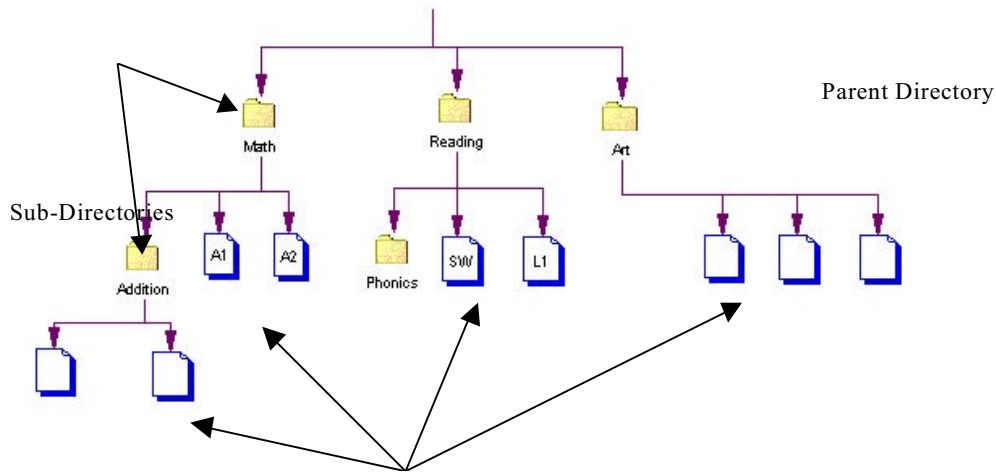 Parent Directory
Math
Reading
Art
Sub-Directories
A1
A2
SW
L1
Addition
Phonics